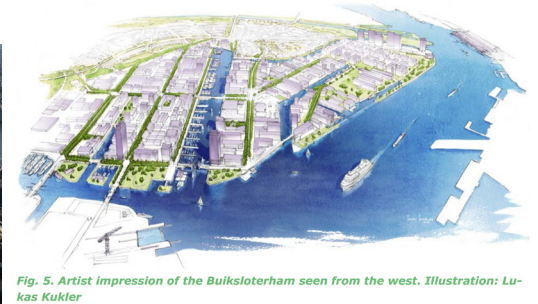 Fig. 5. Artist impression of the Buiksloterham seen from the west. Illustration: Lu-
kas Kukler